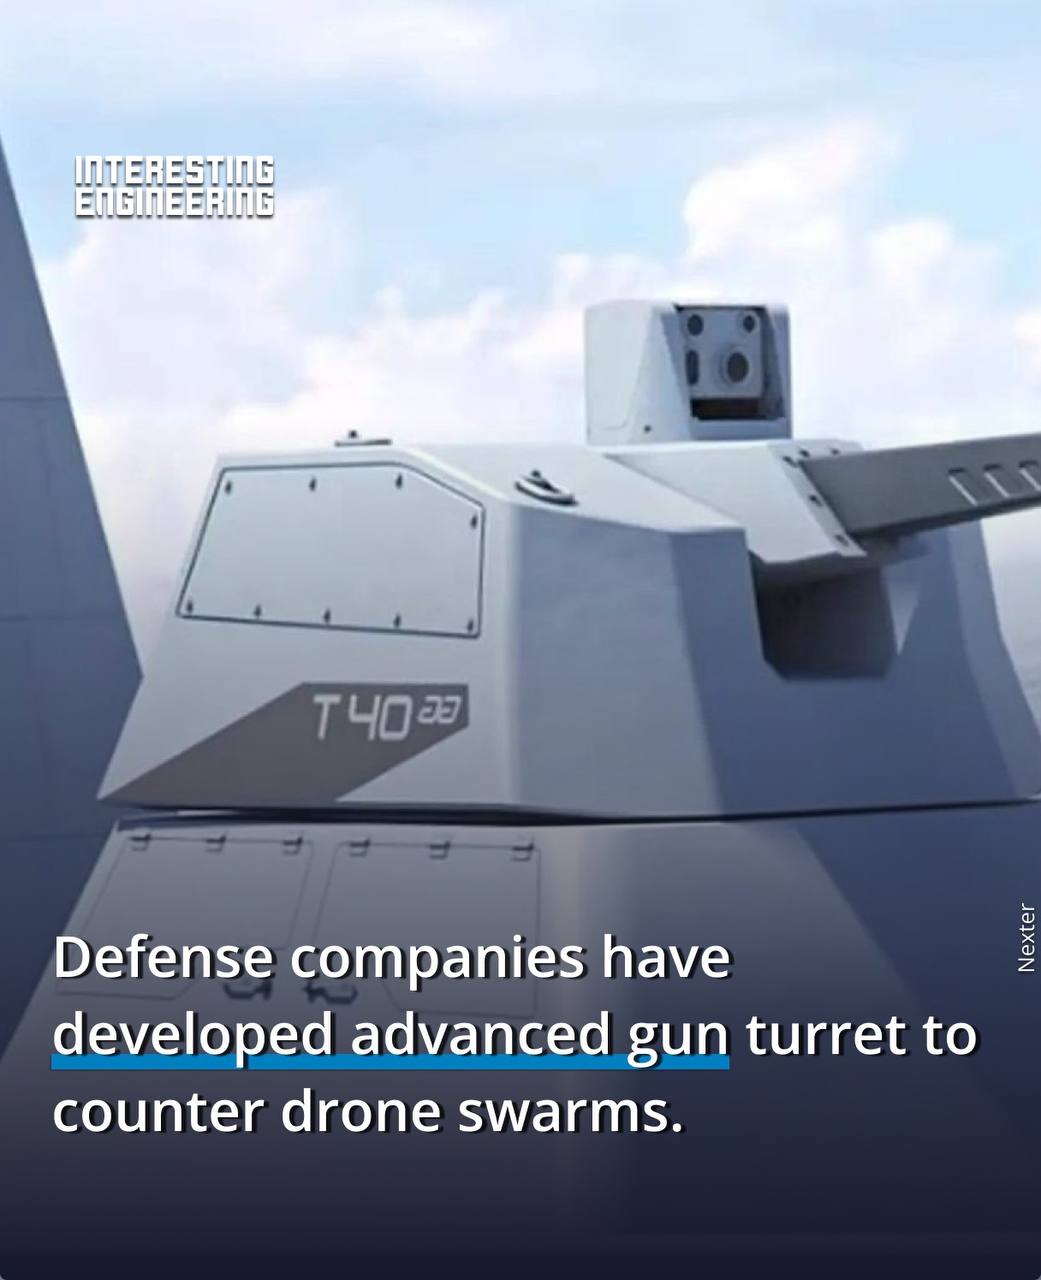 INTERESTING
ENGINEERING
T40 aa
Nexter
Defense companies have
developed advanced gun turret to
counter drone swarms.